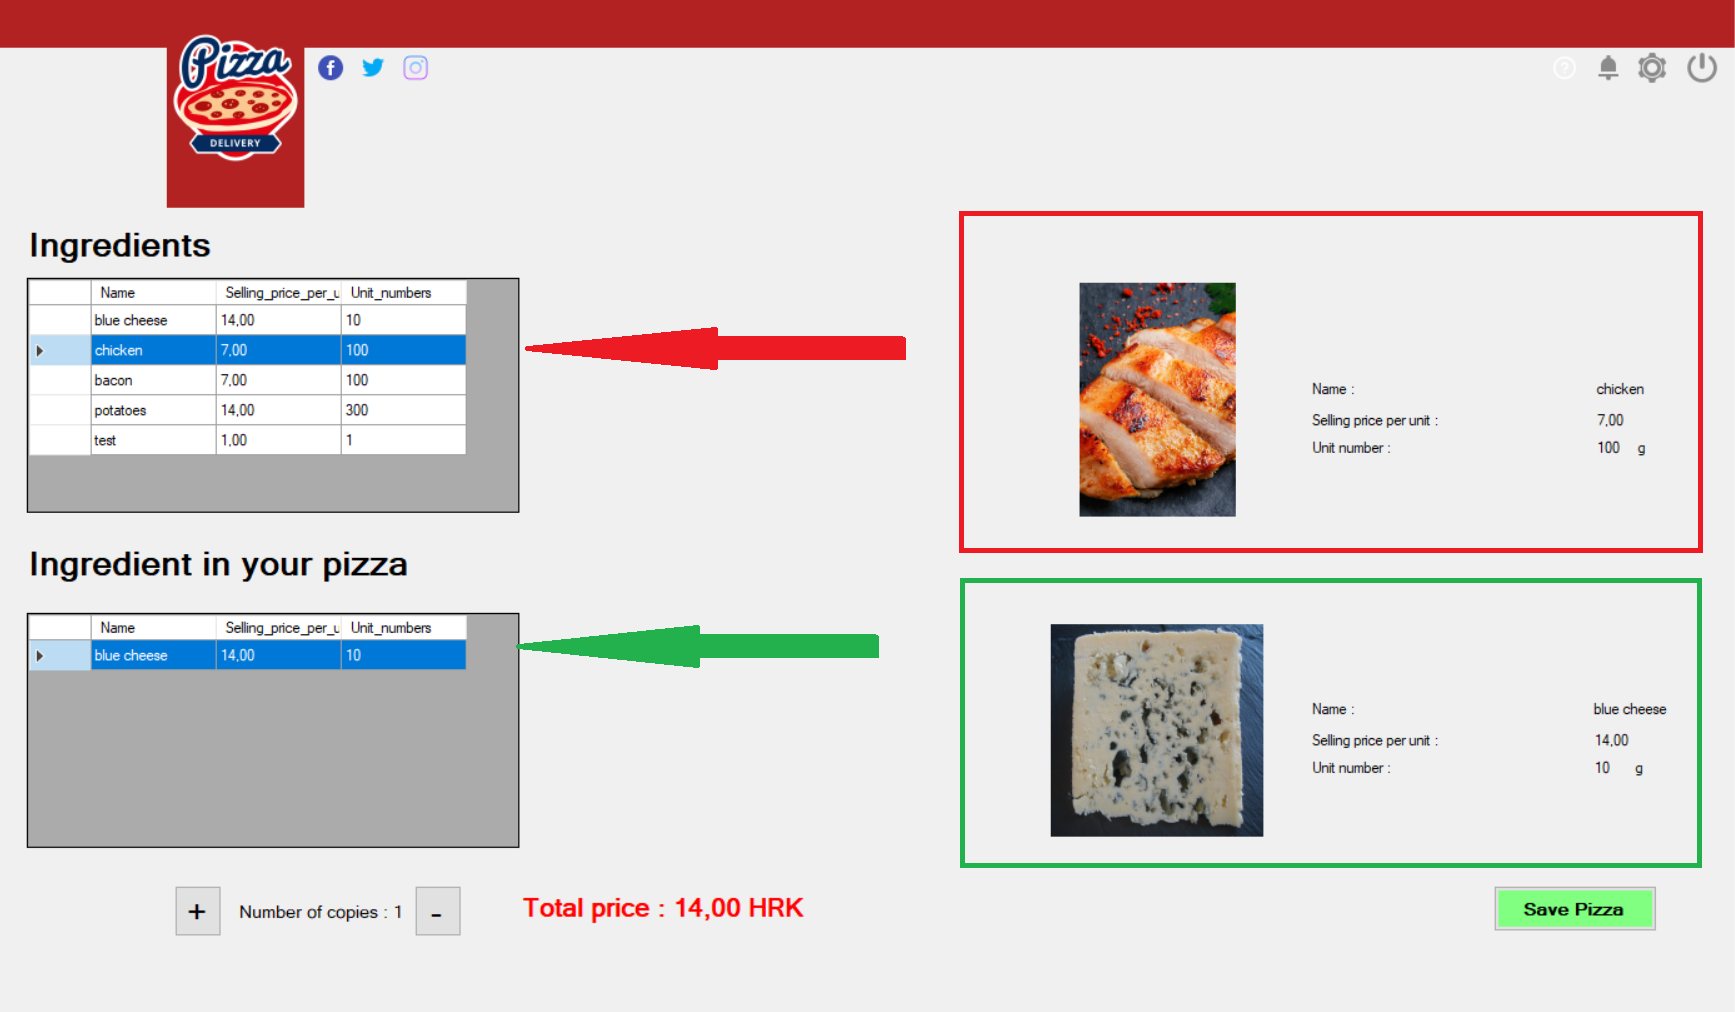 Pizza
DELIVERY
f
?
Ingredients
Name Selling_price_per_u Unit_numbers
blue cheese 14,00 10
chicken 7,00 100
bacon 7,00 100
potatoes 14,00 300
test 1,00 1
Name : chicken
Selling price per unit : 7,00
Unit number : 100 g
Ingredient in your pizza
Name Selling_price_per_u Unit_numbers
blue cheese 14,00 10
Name : blue cheese
Selling price per unit : 14,00
Unit number : 10 g
+ Number of copies : 1 - Total price : 14,00 HRK Save Pizza